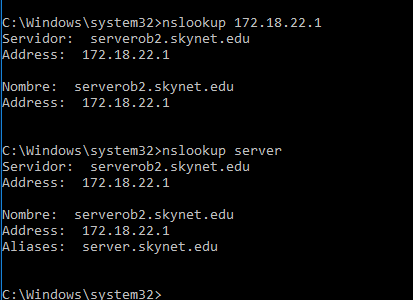 C:\Windows\system32>nslookup 172.18.22.1
Servidor:  serverob2.skynet.edu
Address:  172.18.22.1
Nombre:  serverob2.skynet.edu
Address:  172.18.22.1
C:\Windows\system32>nslookup server
Servidor:  serverob2.skynet.edu
Address:  172.18.22.1
Nombre:  serverob2.skynet.edu
Address:  172.18.22.1
Aliases:  server.skynet.edu
C:\Windows\system32>